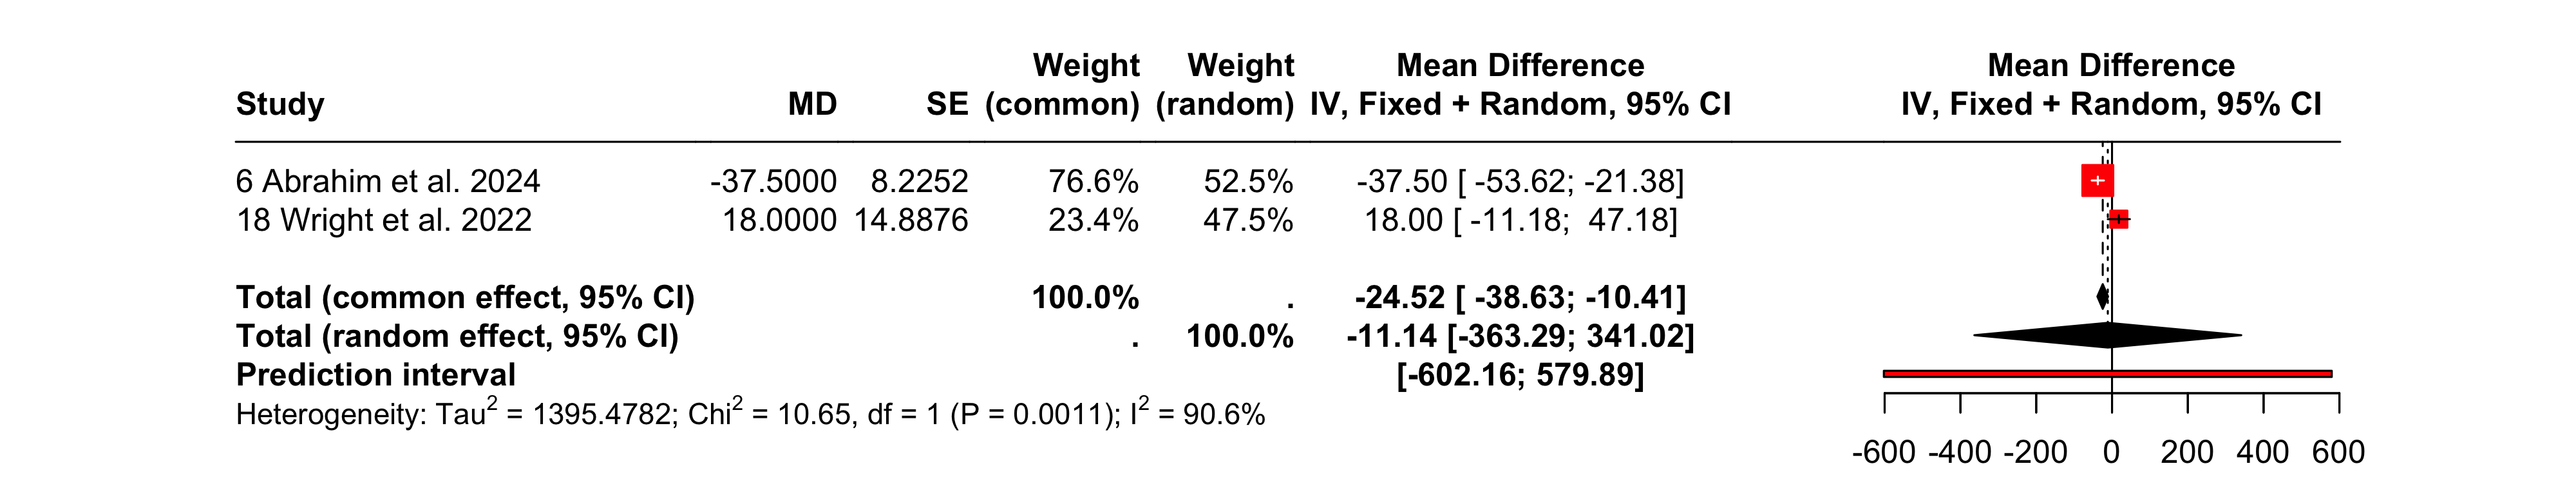 Weight Weight Mean Difference Mean Difference
Study MD SE (common) (random) IV, Fixed + Random, 95% CI IV, Fixed + Random, 95% CI
6 Abrahim et al. 2024 -37.5000 8.2252 76.6% 52.5% -37.50 [ -53.62; -21.38]
18 Wright et al. 2022 18.0000 14.8876 23.4% 47.5% 18.00 [ -11.18; 47.18]
Total (common effect, 95% CI) 100.0% . -24.52 [ -38.63; -10.41]
Total (random effect, 95% CI) . 100.0% -11.14 [-363.29; 341.02]
Prediction interval [-602.16; 579.89]
Heterogeneity: Tau² = 1395.4782; Chi² = 10.65, df = 1 (P = 0.0011); I² = 90.6%
-600 -400 -200 0 200 400 600